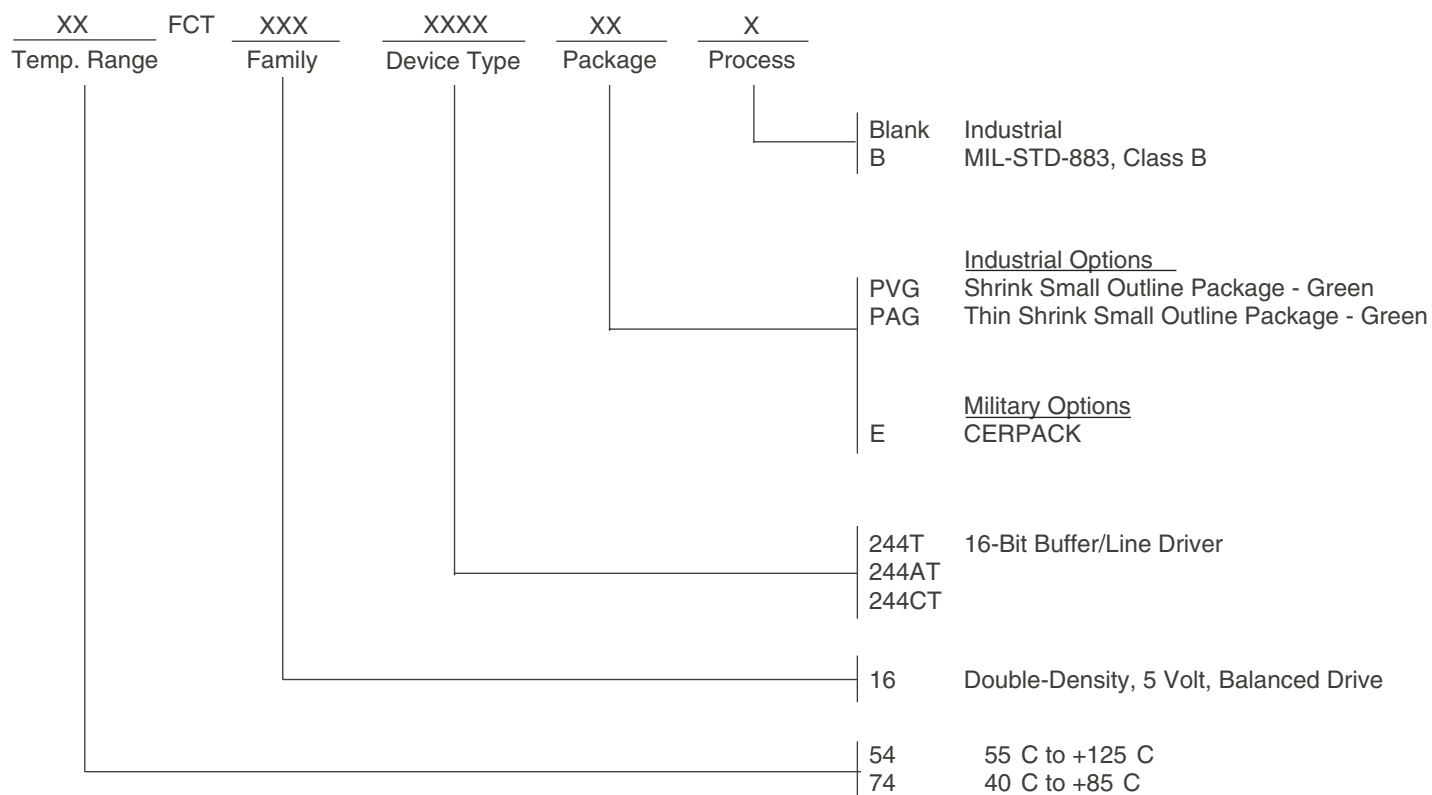 XX FCT XXX XXXX XX X
Temp. Range Family Device Type Package Process
Blank Industrial
B MIL-STD-883, Class B
Industrial Options
PVG Shrink Small Outline Package - Green
PAG Thin Shrink Small Outline Package - Green
Military Options
E CERPACK
244T 16-Bit Buffer/Line Driver
244AT
244CT
16 Double-Density, 5 Volt, Balanced Drive
54 55 C to +125 C
74 40 C to +85 C